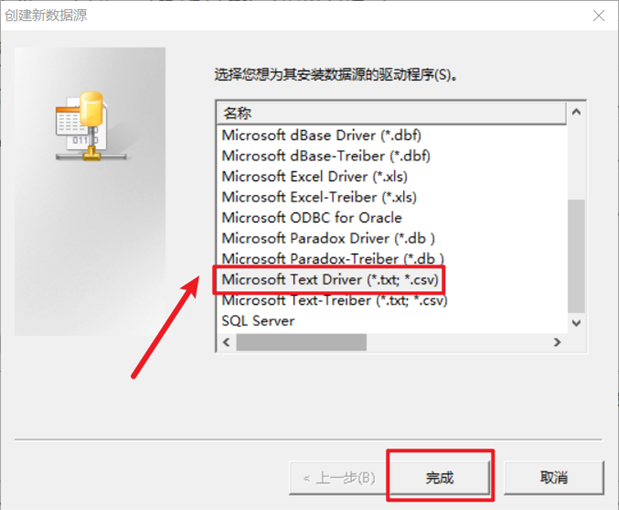 创建新数据源
选择您想为其安装数据源的驱动程序(S)。
名称
Microsoft dBase Driver (*.dbf)
Microsoft dBase-Treiber (*.dbf)
Microsoft Excel Driver (*.xls)
Microsoft Excel-Treiber (*.xls)
Microsoft ODBC for Oracle
Microsoft Paradox Driver (*.db )
Microsoft Paradox-Treiber (*.db )
Microsoft Text Driver (*.txt; *.csv)
Microsoft Text-Treiber (*.txt; *.csv)
SQL Server
< 上一步(B)
完成
取消